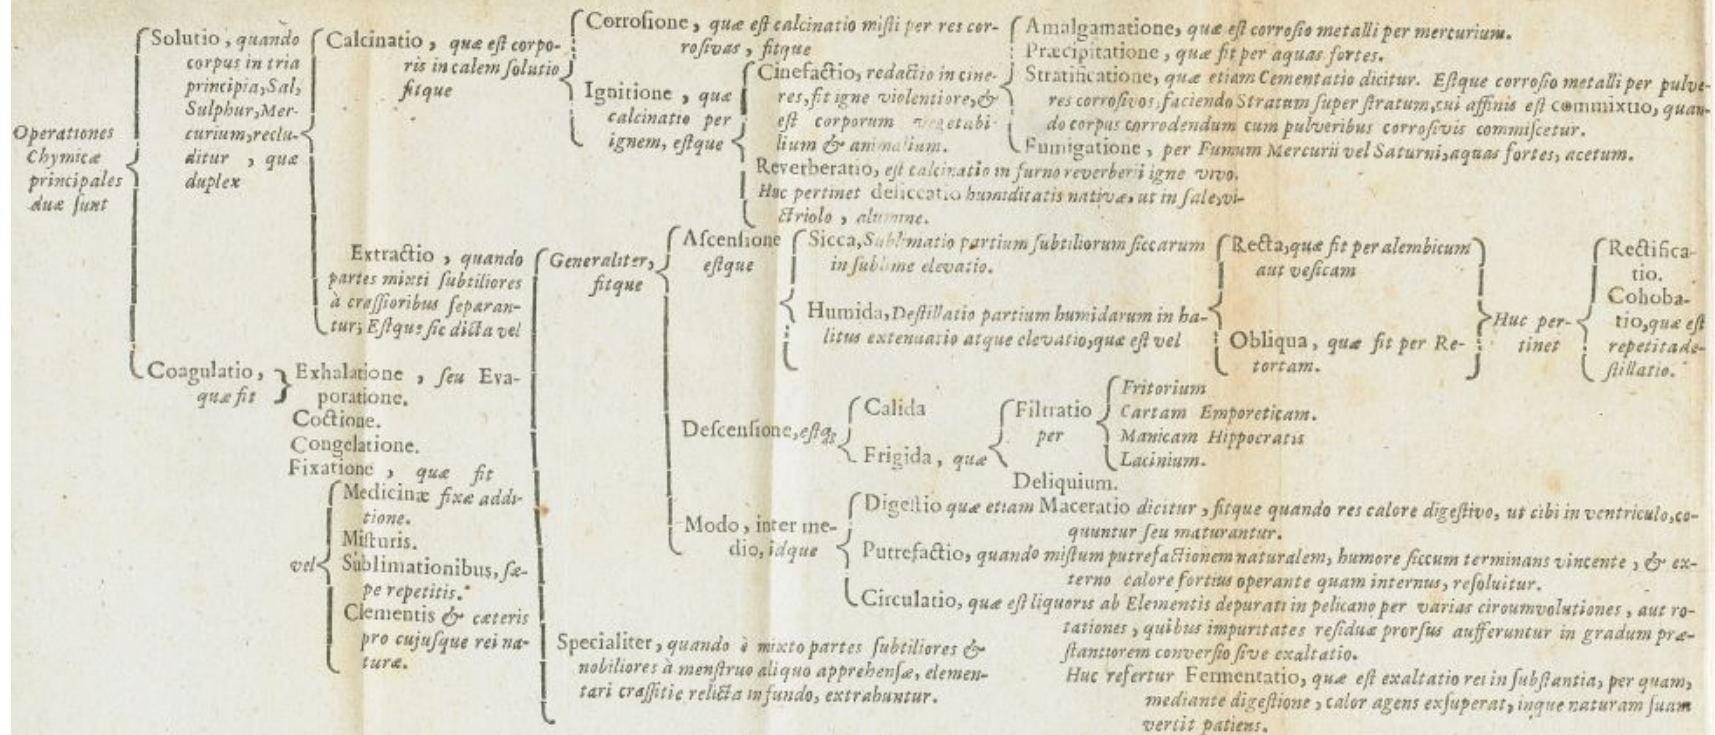 Operationes
Chymicæ
principales
duæ ſunt
Solutio, quando
corpus in tria
principia, Sal,
Sulphur, Mer-
curium, reclu-
ditur, quæ
duplex
Calcinatio, quæ eſt corpo-
ris in calem ſolutio
fitque
Corroſione, quæ eſt calcinatio miſti per res cor-
roſivas, fitque
Amalgamatione, quæ eſt corroſio metalli per mercurium.
Præcipitatione, quæ fit per aquas fortes.
Stratificatione, quæ etiam Cementatio dicitur. Eſtque corroſio metalli per pulve-
res corroſivos, faciendo Stratum ſuper ſtratum, cui affinis eſt commixtio, quan-
do corpus corrodendum cum pulveribus corroſivis commiſcetur.
Fumigatione, per Fumum Mercurii vel Saturni, aquas fortes, acetum.
Ignitione, quæ
calcinatio per
ignem, eſtque
Cinefactio, redactio in cine-
res, fit igne violentiore, &
eſt corporum vegetabi-
lium & animalium.
Reverberatio, eſt calcinatio in furno reverberii igne vivo.
Huc pertinet deliccatio humiditatis nativæ, ut in ſale, vi-
ctriolo, alumine.
Extractio, quando
partes mixti ſubtiliores
à craſſioribus ſeparan-
tur; Eſtque ſic dicta vel
Generaliter,
fitque
Aſcenſione
eſtque
Sicca, Sublimatio partium ſubtiliorum ſiccarum
in ſublime elevatio.
Humida, Deſtillatio partium humidarum in ha-
litus extenuatio atque elevatio, quæ eſt vel
Recta, quæ fit per alembicum
aut veſicam
Obliqua, quæ fit per Re-
tortam.
Huc per-
tinet
Rectifica-
tio.
Cohoba-
tio, quæ eſt
repetita de-
ſtillatio.
Deſcenſione, eſtq;
Calida
Frigida, quæ
Filtratio
per
Fritorium
Cartam Emporeticam.
Manicam Hippocratis
Lacinium.
Deliquium.
Modo, inter me-
dio, idque
Digeſtio quæ etiam Maceratio dicitur, fitque quando res calore digeſtivo, ut cibi in ventriculo, co-
quuntur ſeu maturantur.
Putrefactio, quando miſtum putrefactionem naturalem, humore ſiccum terminans vincente, & ex-
terno calore fortius operante quam internus, reſoluitur.
Circulatio, quæ eſt liquoris ab Elementis depurati in pelicano per varias circumvolutiones, aut ro-
tationes, quibus impuritates reſiduæ prorſus aufferuntur in gradum præ-
ſtantiorem converſio ſive exaltatio.
Huc refertur Fermentatio, quæ eſt exaltatio rei in ſubſtantia, per quam,
mediante digeſtione, calor agens exſuperat, inque naturam ſuam
vertit patiens.
Specialiter, quando è mixto partes ſubtiliores &
nobiliores à menſtruo aliquo apprehenſæ, elemen-
tari craſſitie relicta in fundo, extrahuntur.
Coagulatio,
quæ fit
Exhalatione, ſeu Eva-
poratione.
Coctione.
Congelatione.
Fixatione, quæ fit
vel
Medicinæ fixæ addi-
tione.
Miſturis.
Sublimationibus, ſæ-
pe repetitis.
Clementis & cæteris
pro cujuſque rei na-
turæ.